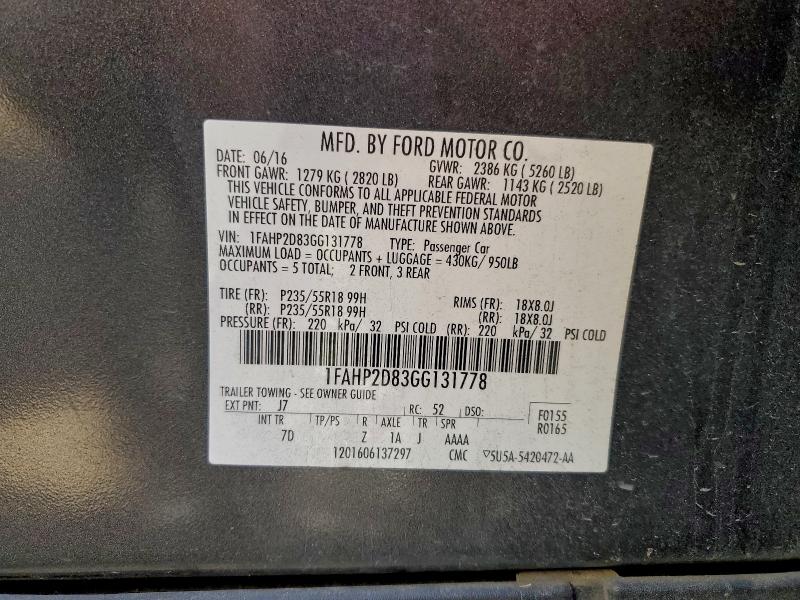 MFD. BY FORD MOTOR CO.
DATE: 06/16 GVWR: 2386 KG ( 5260 LB)
FRONT GAWR: 1279 KG ( 2820 LB) REAR GAWR: 1143 KG ( 2520 LB)
THIS VEHICLE CONFORMS TO ALL APPLICABLE FEDERAL MOTOR
VEHICLE SAFETY, BUMPER, AND THEFT PREVENTION STANDARDS
IN EFFECT ON THE DATE OF MANUFACTURE SHOWN ABOVE.
VIN: 1FAHP2D83GG131778 TYPE: Passenger Car
MAXIMUM LOAD = OCCUPANTS + LUGGAGE = 430KG/ 950LB
OCCUPANTS = 5 TOTAL; 2 FRONT, 3 REAR
TIRE (FR): P235/55R18 99H RIMS (FR): 18X8.0J
(RR): P235/55R18 99H (RR): 18X8.0J
PRESSURE (FR): 220 kPa/ 32 PSI COLD (RR): 220 kPa/ 32 PSI COLD
1FAHP2D83GG131778
TRAILER TOWING - SEE OWNER GUIDE
EXT PNT: J7 RC: 52 DSO: F0155
INT TR TP/PS R AXLE TR SPR R0165
7D Z 1A J AAAA
1201606137297 CMC ▽5U5A-5420472-AA